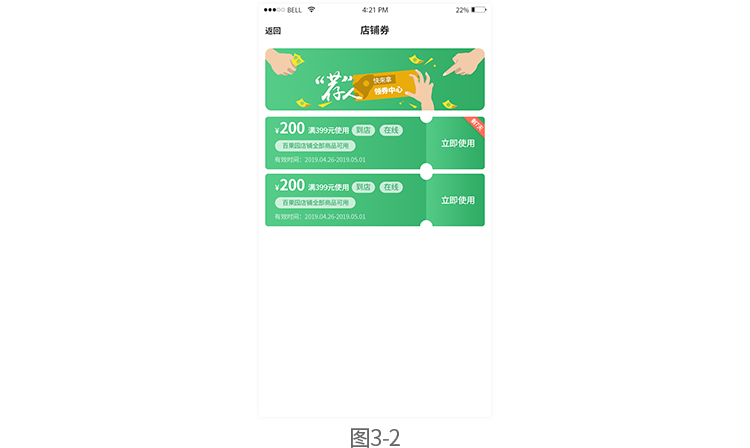 BELL 4:21 PM 22%
返回 店铺券
“荐”人
快来拿
领券中心
¥200 满399元使用 到店 在线
百果园店铺全部商品可用
有效时间：2019.04.26-2019.05.01
立即使用
¥200 满399元使用 到店 在线
百果园店铺全部商品可用
有效时间：2019.04.26-2019.05.01
立即使用
图3-2